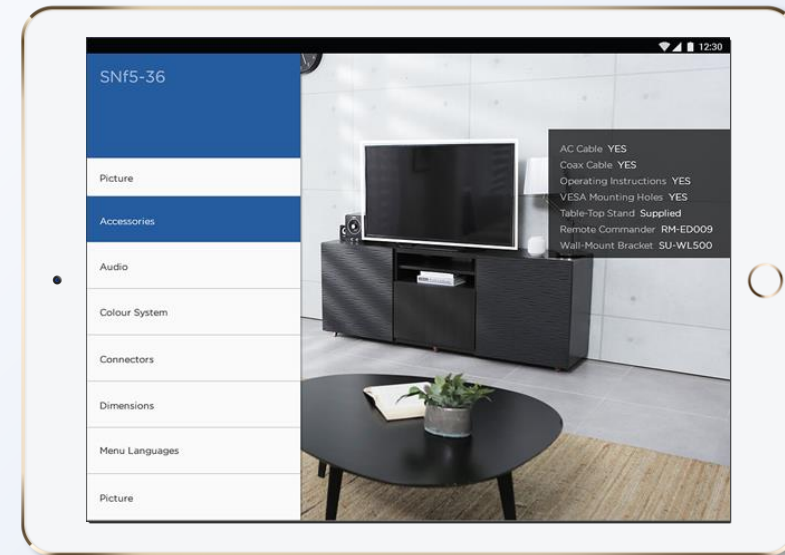 12:30
SNf5-36
Picture
Accessories
Audio
Colour System
Connectors
Dimensions
Menu Languages
Picture
AC Cable YES
Coax Cable YES
Operating Instructions YES
VESA Mounting Holes YES
Table-Top Stand Supplied
Remote Commander RM-ED009
Wall-Mount Bracket SU-WL500